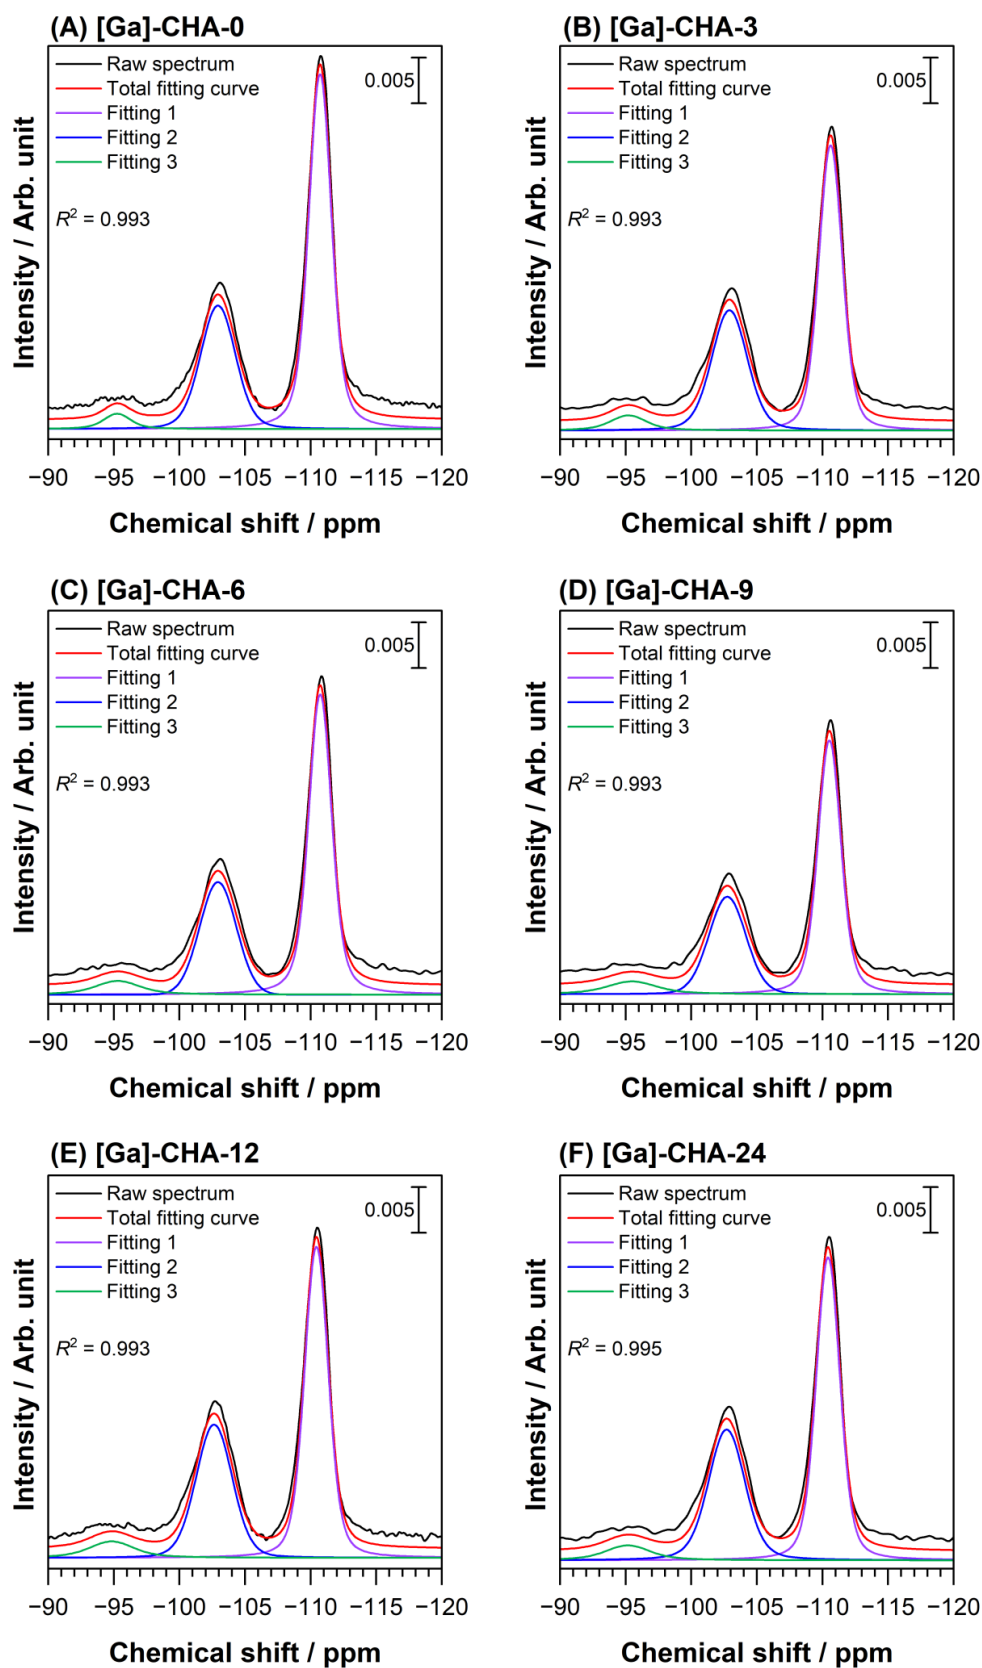 (A) [Ga]-CHA-0
Raw spectrum
Total fitting curve
Fitting 1
Fitting 2
Fitting 3
0.005
R² = 0.993
Intensity / Arb. unit
−90 −95 −100 −105 −110 −115 −120
Chemical shift / ppm
(B) [Ga]-CHA-3
Raw spectrum
Total fitting curve
Fitting 1
Fitting 2
Fitting 3
0.005
R² = 0.993
Intensity / Arb. unit
−90 −95 −100 −105 −110 −115 −120
Chemical shift / ppm
(C) [Ga]-CHA-6
Raw spectrum
Total fitting curve
Fitting 1
Fitting 2
Fitting 3
0.005
R² = 0.993
Intensity / Arb. unit
−90 −95 −100 −105 −110 −115 −120
Chemical shift / ppm
(D) [Ga]-CHA-9
Raw spectrum
Total fitting curve
Fitting 1
Fitting 2
Fitting 3
0.005
R² = 0.993
Intensity / Arb. unit
−90 −95 −100 −105 −110 −115 −120
Chemical shift / ppm
(E) [Ga]-CHA-12
Raw spectrum
Total fitting curve
Fitting 1
Fitting 2
Fitting 3
0.005
R² = 0.993
Intensity / Arb. unit
−90 −95 −100 −105 −110 −115 −120
Chemical shift / ppm
(F) [Ga]-CHA-24
Raw spectrum
Total fitting curve
Fitting 1
Fitting 2
Fitting 3
0.005
R² = 0.995
Intensity / Arb. unit
−90 −95 −100 −105 −110 −115 −120
Chemical shift / ppm